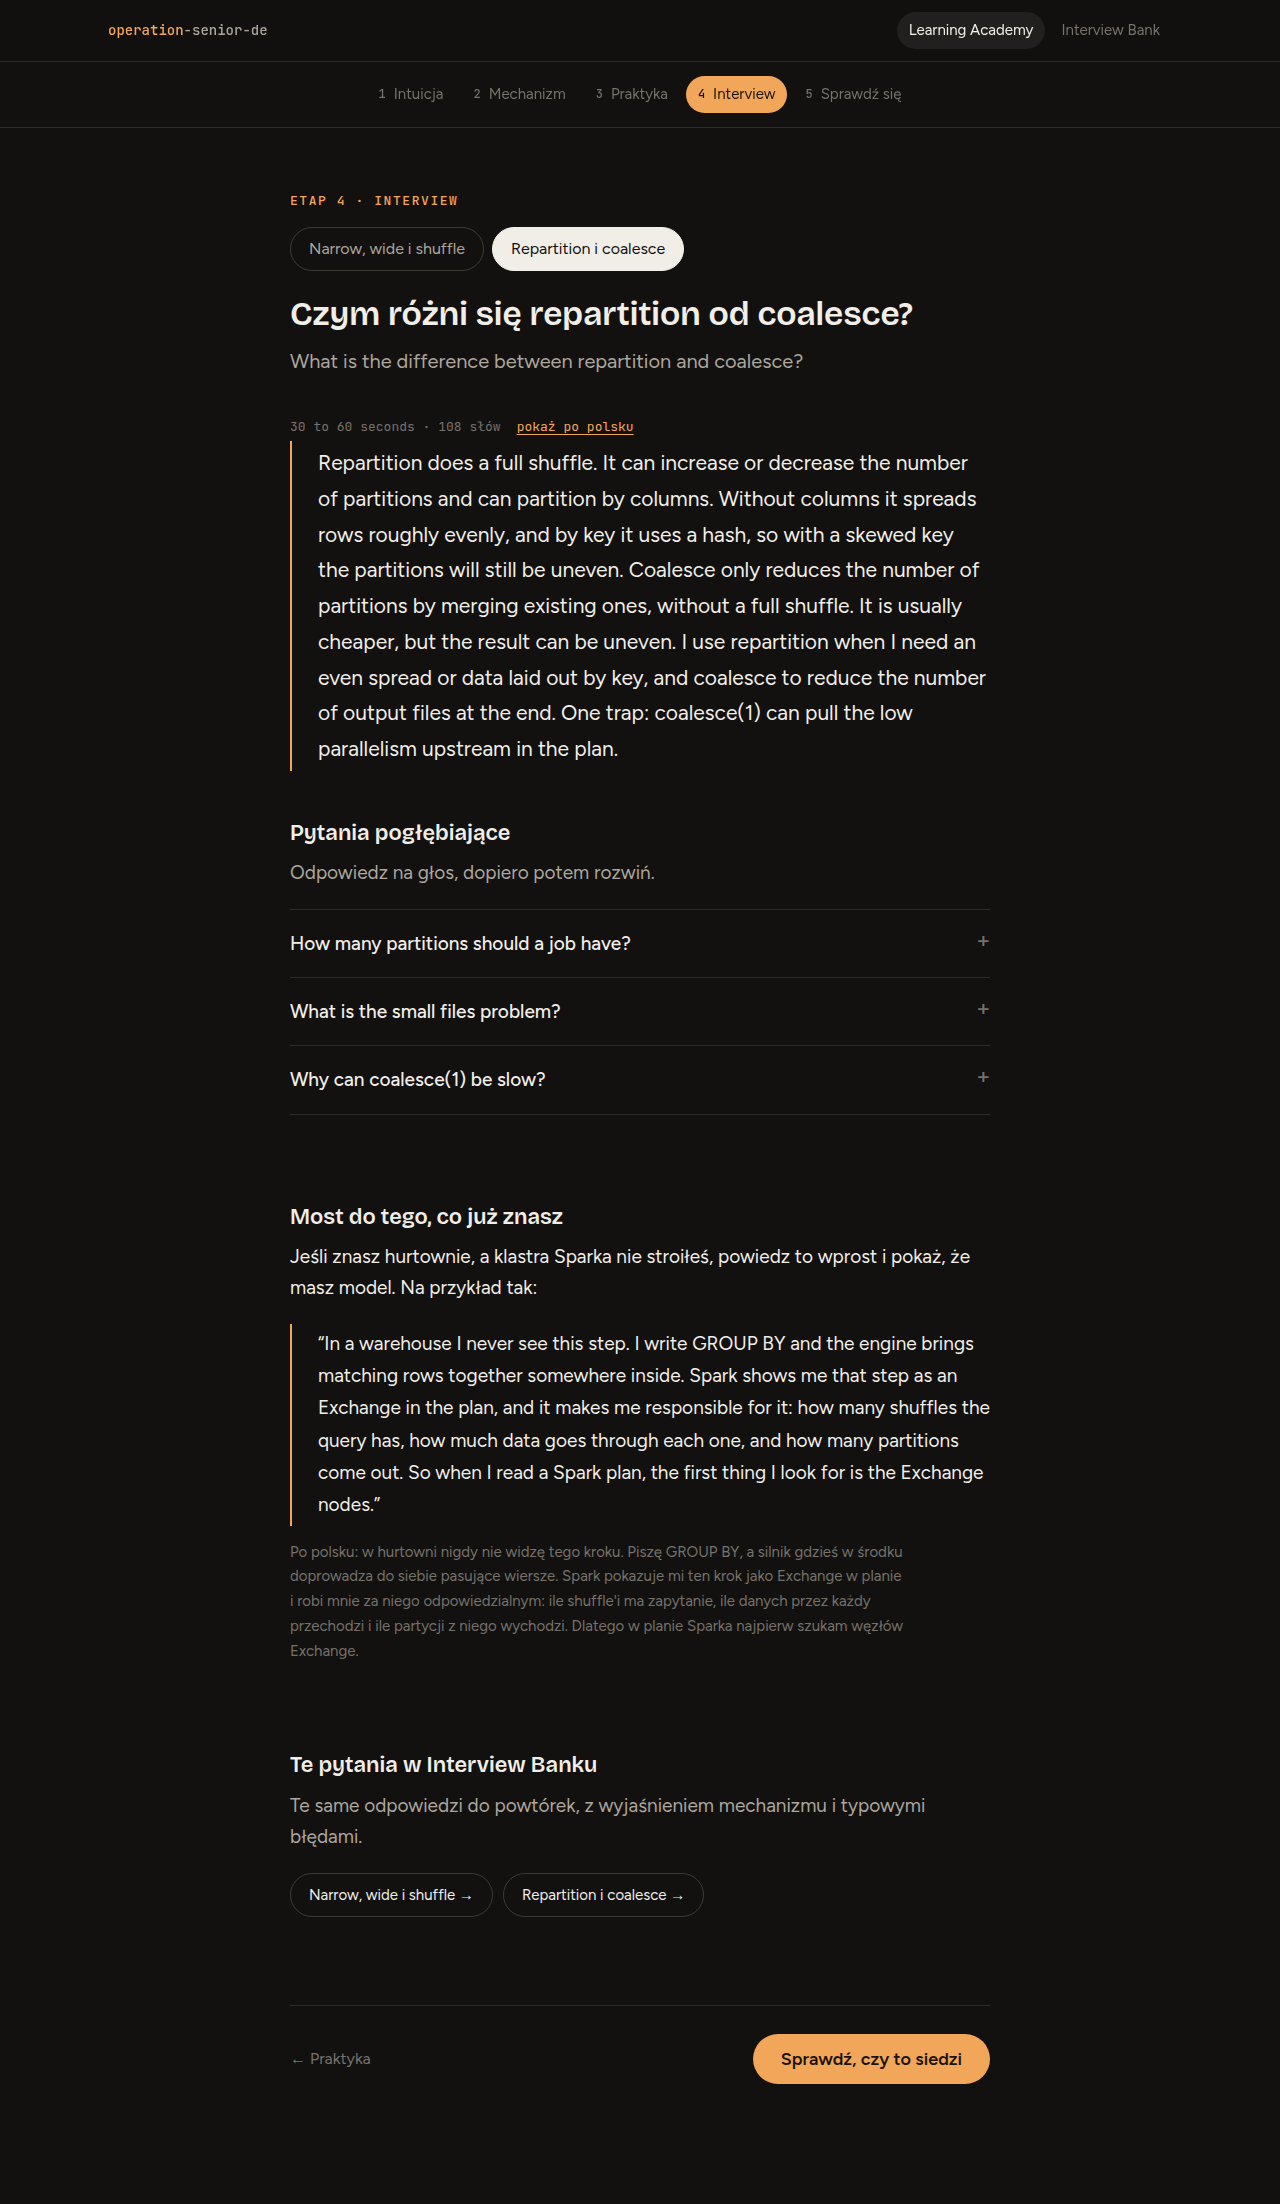 operation-senior-de
Learning Academy
Interview Bank
1 Intuicja
2 Mechanizm
3 Praktyka
4 Interview
5 Sprawdź się
ETAP 4 · INTERVIEW
Narrow, wide i shuffle
Repartition i coalesce
Czym różni się repartition od coalesce?
What is the difference between repartition and coalesce?
30 to 60 seconds · 108 słów pokaż po polsku
Repartition does a full shuffle. It can increase or decrease the number
of partitions and can partition by columns. Without columns it spreads
rows roughly evenly, and by key it uses a hash, so with a skewed key
the partitions will still be uneven. Coalesce only reduces the number of
partitions by merging existing ones, without a full shuffle. It is usually
cheaper, but the result can be uneven. I use repartition when I need an
even spread or data laid out by key, and coalesce to reduce the number
of output files at the end. One trap: coalesce(1) can pull the low
parallelism upstream in the plan.
Pytania pogłębiające
Odpowiedz na głos, dopiero potem rozwiń.
How many partitions should a job have? +
What is the small files problem? +
Why can coalesce(1) be slow? +
Most do tego, co już znasz
Jeśli znasz hurtownie, a klastra Sparka nie stroiłeś, powiedz to wprost i pokaż, że
masz model. Na przykład tak:
“In a warehouse I never see this step. I write GROUP BY and the engine brings
matching rows together somewhere inside. Spark shows me that step as an
Exchange in the plan, and it makes me responsible for it: how many shuffles the
query has, how much data goes through each one, and how many partitions
come out. So when I read a Spark plan, the first thing I look for is the Exchange
nodes.”
Po polsku: w hurtowni nigdy nie widzę tego kroku. Piszę GROUP BY, a silnik gdzieś w środku
doprowadza do siebie pasujące wiersze. Spark pokazuje mi ten krok jako Exchange w planie
i robi mnie za niego odpowiedzialnym: ile shuffle'i ma zapytanie, ile danych przez każdy
przechodzi i ile partycji z niego wychodzi. Dlatego w planie Sparka najpierw szukam węzłów
Exchange.
Te pytania w Interview Banku
Te same odpowiedzi do powtórek, z wyjaśnieniem mechanizmu i typowymi
błędami.
Narrow, wide i shuffle →
Repartition i coalesce →
← Praktyka
Sprawdź, czy to siedzi